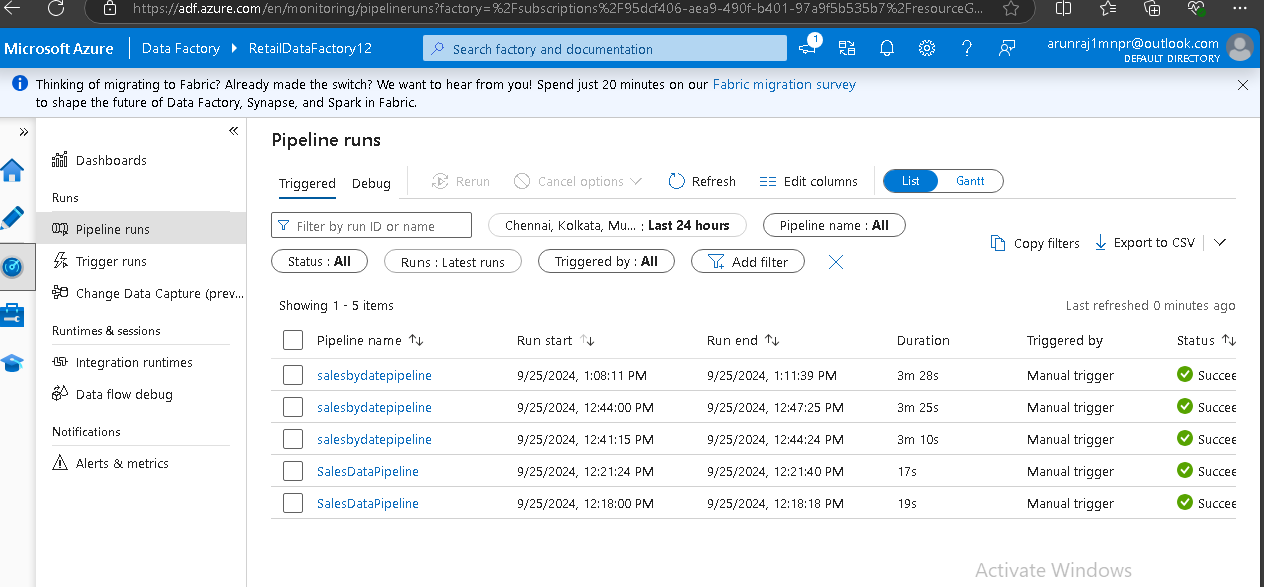 https://adf.azure.com/en/monitoring/pipelineruns?factory=%2Fsubscriptions%2F95dcf406-aea9-490f-b401-97a9f5b535b7%2FresourceG...
Microsoft Azure
Data Factory
RetailDataFactory12
Search factory and documentation
1
arunraj1mnpr@outlook.com
DEFAULT DIRECTORY
Thinking of migrating to Fabric? Already made the switch? We want to hear from you! Spend just 20 minutes on our Fabric migration survey
to shape the future of Data Factory, Synapse, and Spark in Fabric.
Dashboards
Runs
Pipeline runs
Trigger runs
Change Data Capture (prev...
Runtimes & sessions
Integration runtimes
Data flow debug
Notifications
Alerts & metrics
Pipeline runs
Triggered Debug Rerun Cancel options Refresh Edit columns List Gantt
Filter by run ID or name Chennai, Kolkata, Mu... : Last 24 hours Pipeline name : All
Status : All Runs : Latest runs Triggered by : All Add filter
Copy filters Export to CSV
Showing 1 - 5 items
Last refreshed 0 minutes ago
Pipeline name Run start Run end Duration Triggered by Status
salesbydatepipeline 9/25/2024, 1:08:11 PM 9/25/2024, 1:11:39 PM 3m 28s Manual trigger Succee
salesbydatepipeline 9/25/2024, 12:44:00 PM 9/25/2024, 12:47:25 PM 3m 25s Manual trigger Succee
salesbydatepipeline 9/25/2024, 12:41:15 PM 9/25/2024, 12:44:24 PM 3m 10s Manual trigger Succee
SalesDataPipeline 9/25/2024, 12:21:24 PM 9/25/2024, 12:21:40 PM 17s Manual trigger Succee
SalesDataPipeline 9/25/2024, 12:18:00 PM 9/25/2024, 12:18:18 PM 19s Manual trigger Succee
Activate Windows